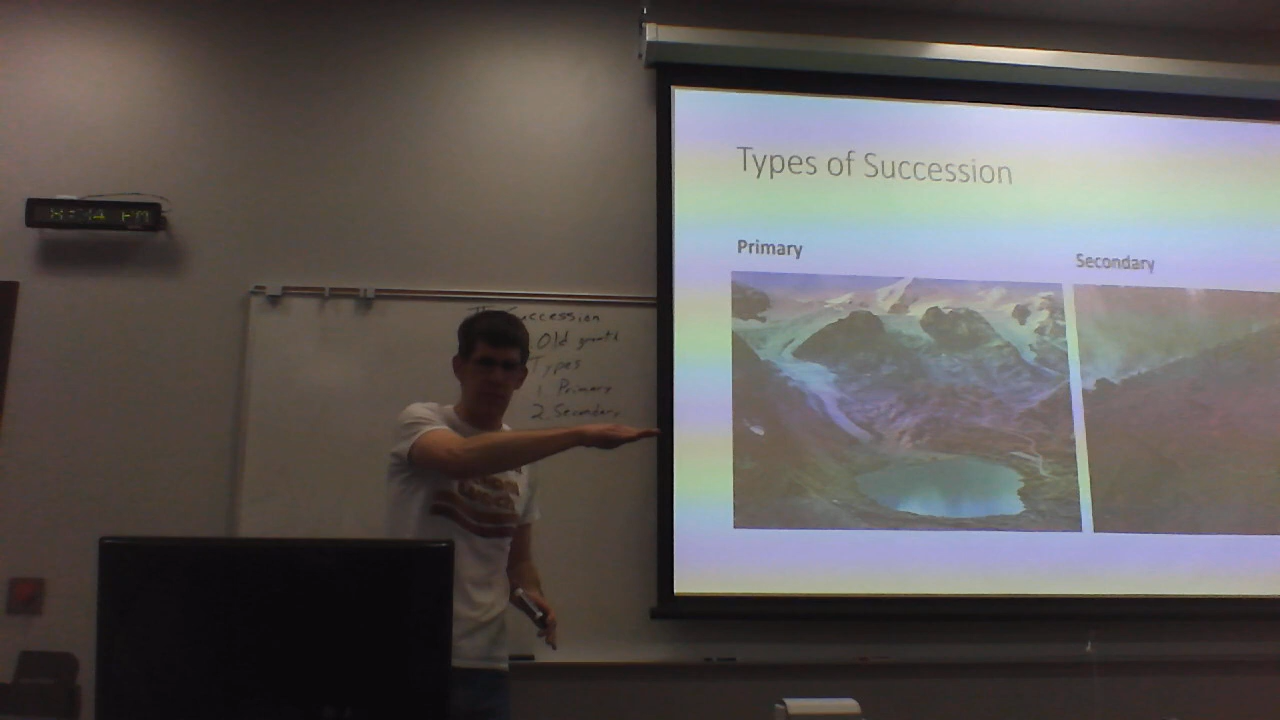 Types of Succession
Primary
Secondary
Succession
Old growth
Types
1. Primary
2. Secondary